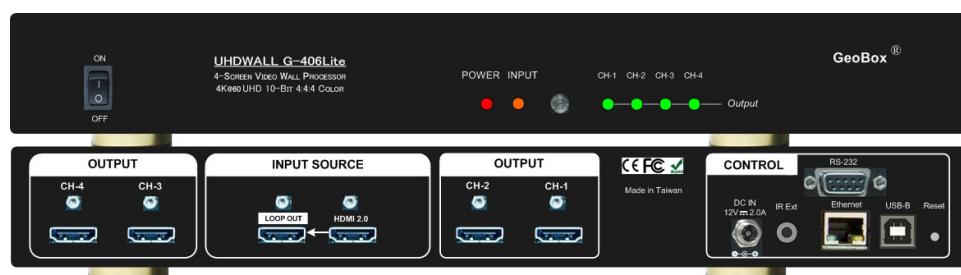 ON
OFF
UHDWALL G-406Lite
4-Screen Video Wall Processor
4K@60 UHD 10-Bit 4:4:4 Color
POWER INPUT
CH-1 CH-2 CH-3 CH-4
Output
GeoBox ®
OUTPUT
CH-4 CH-3
INPUT SOURCE
LOOP OUT HDMI 2.0
OUTPUT
CH-2 CH-1
CE FC
Made in Taiwan
CONTROL
RS-232
DC IN
12V 2.0A
IR Ext
Ethernet
USB-B
Reset